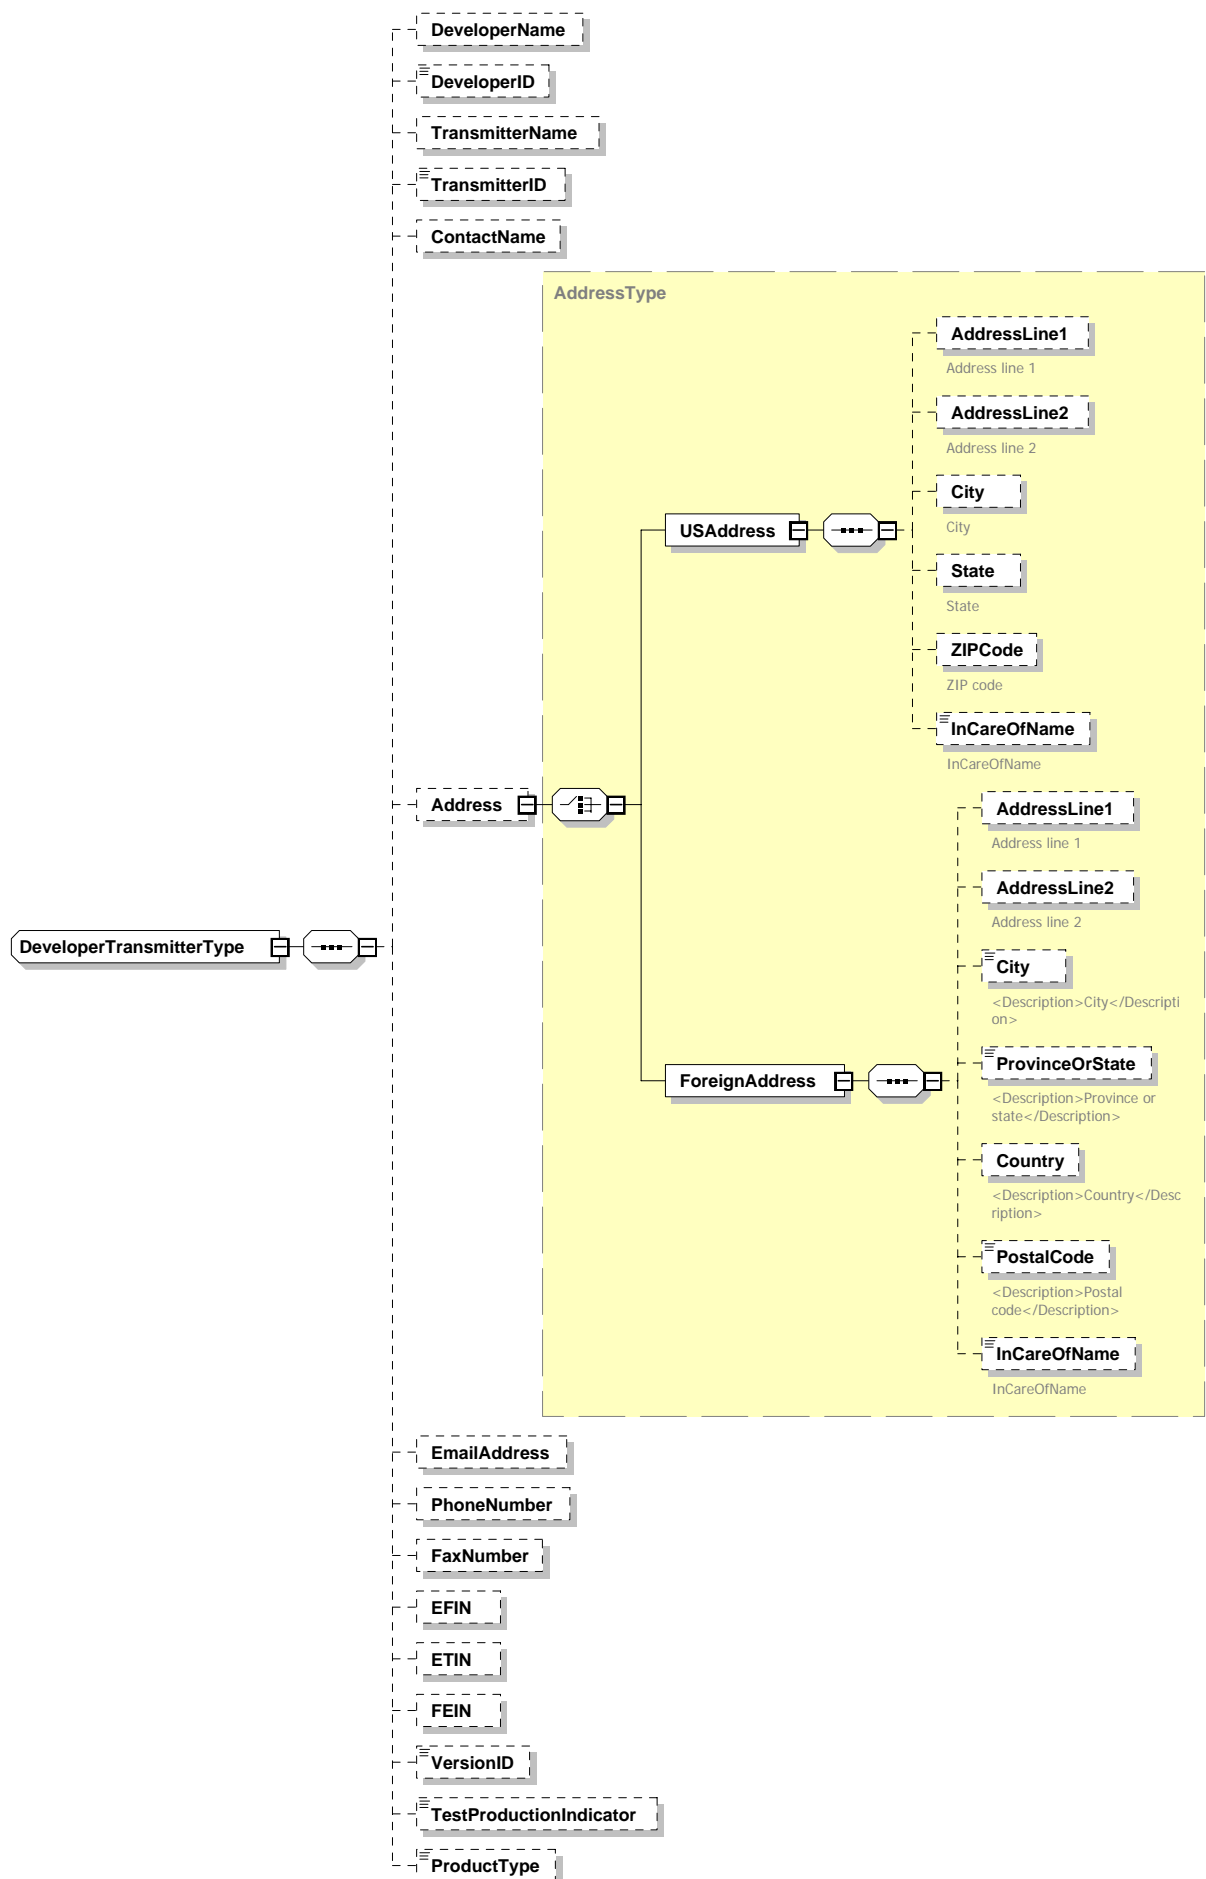 DeveloperName
DeveloperID
TransmitterName
TransmitterID
ContactName
AddressType
AddressLine1
Address line 1
AddressLine2
Address line 2
City
City
USAddress
State
State
ZIPCode
ZIP code
InCareOfName
InCareOfName
Address
AddressLine1
Address line 1
AddressLine2
Address line 2
DeveloperTransmitterType
City
<Description>City</Descripti
on>
ProvinceOrState
<Description>Province or
state</Description>
ForeignAddress
Country
<Description>Country</Desc
ription>
PostalCode
<Description>Postal
code</Description>
InCareOfName
InCareOfName
EmailAddress
PhoneNumber
FaxNumber
EFIN
ETIN
FEIN
VersionID
TestProductionIndicator
ProductType